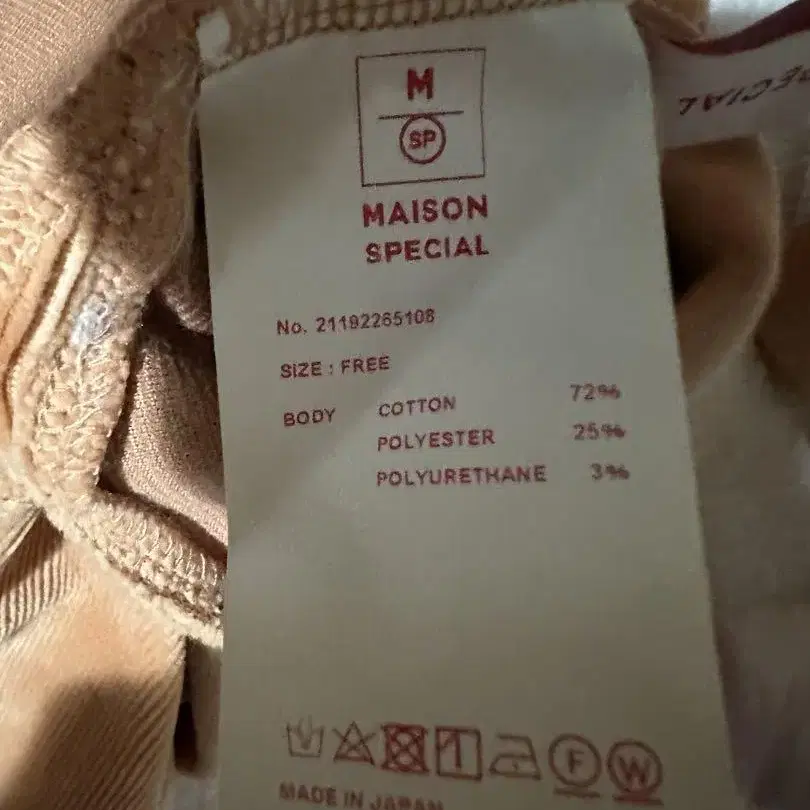 M
SP
MAISON
SPECIAL
No. 21192265108
SIZE : FREE
BODY COTTON 72%
POLYESTER 25%
POLYURETHANE 3%
F W
MADE IN JAPAN